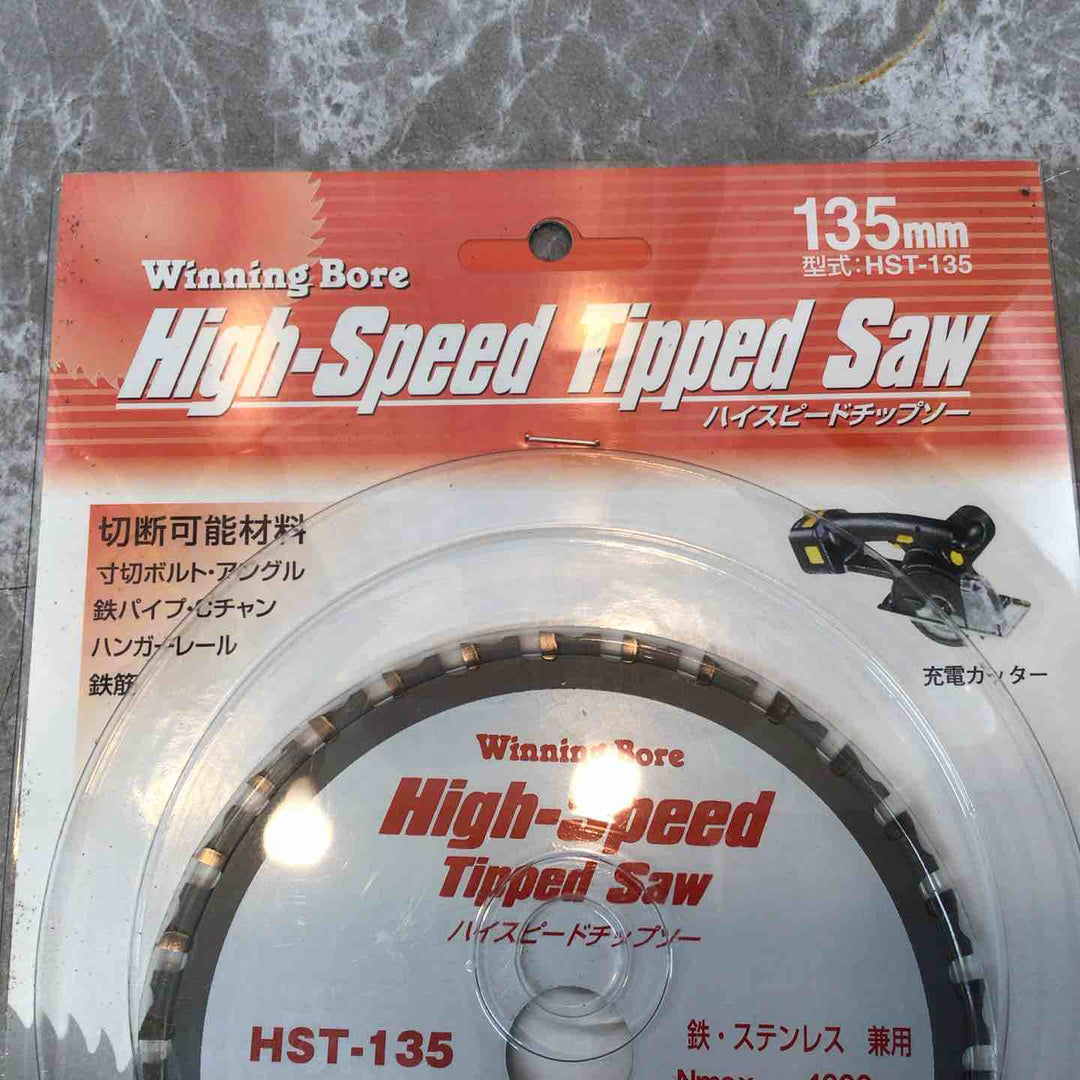 135mm
型式:HST-135
Winning Bore
High-Speed Tipped Saw
ハイスピードチップソー
切断可能材料
寸切ボルト・アングル
鉄パイプ・Cチャン
ハンガーレール
鉄筋
充電カッター
Winning Bore
High-Speed
Tipped Saw
ハイスピードチップソー
HST-135
鉄・ステンレス 兼用
Nmax